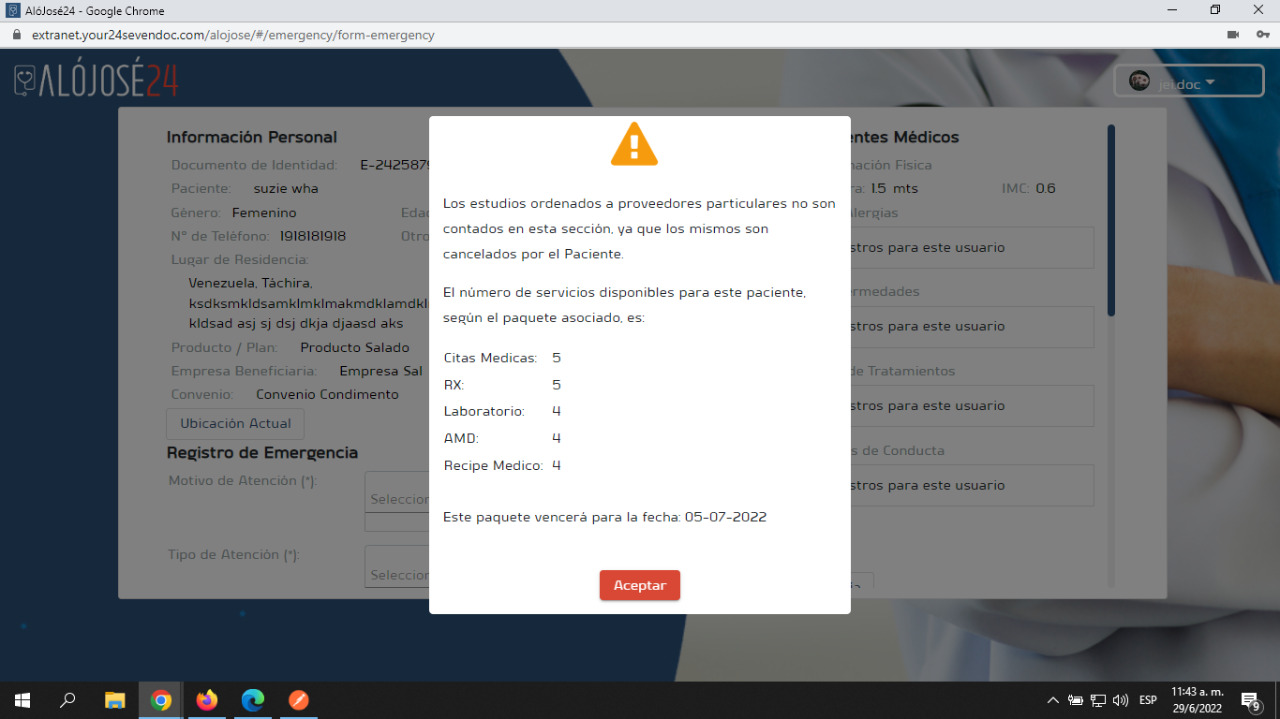 AlóJosé24 - Google Chrome
extranet.your24sevendoc.com/alojose/#/emergency/form-emergency
ALÓJOSÉ24
jei.doc
Información Personal
Documento de Identidad: E-2425879
Paciente: suzie wha
Género: Femenino
N° de Teléfono: 1918181918
Lugar de Residencia:
Venezuela, Táchira,
ksdksmkldsamklmklmakmdklamdkl
kldsad asj sj dsj dkja djaasd aks
Producto / Plan: Producto Salado
Empresa Beneficiaria: Empresa Sal
Convenio: Convenio Condimento
Ubicación Actual
Registro de Emergencia
Motivo de Atención (*):
Seleccion
Tipo de Atención (*):
Seleccion
Los estudios ordenados a proveedores particulares no son
contados en esta sección, ya que los mismos son
cancelados por el Paciente.
El número de servicios disponibles para este paciente,
según el paquete asociado, es:
Citas Medicas: 5
RX: 5
Laboratorio: 4
AMD: 4
Recipe Medico: 4
Este paquete vencerá para la fecha: 05-07-2022
Aceptar
entes Médicos
mación Fisica
ra: 1.5 mts IMC: 0.6
lergias
stros para este usuario
rmedades
stros para este usuario
de Tratamientos
stros para este usuario
s de Conducta
stros para este usuario
ESP
11:43 a. m.
29/6/2022
9